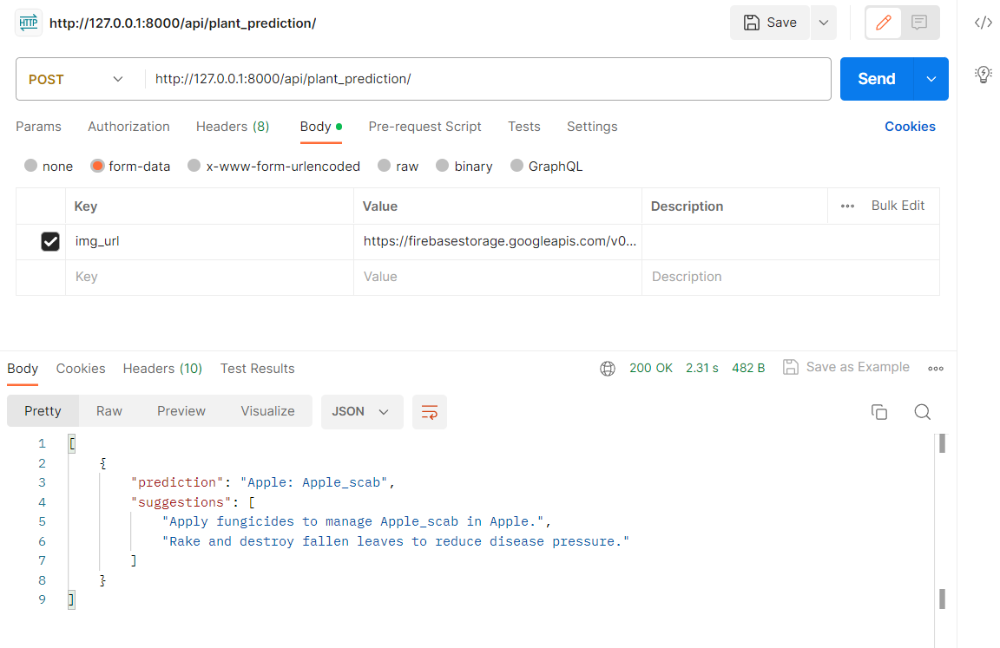 HTTP http://127.0.0.1:8000/api/plant_prediction/ Save
POST http://127.0.0.1:8000/api/plant_prediction/ Send
Params Authorization Headers (8) Body Pre-request Script Tests Settings Cookies
none form-data x-www-form-urlencoded raw binary GraphQL
Key Value Description ••• Bulk Edit
img_url https://firebasestorage.googleapis.com/v0...
Key Value Description
Body Cookies Headers (10) Test Results 200 OK 2.31 s 482 B Save as Example
Pretty Raw Preview Visualize JSON
1 [
2 {
3 "prediction": "Apple: Apple_scab",
4 "suggestions": [
5 "Apply fungicides to manage Apple_scab in Apple.",
6 "Rake and destroy fallen leaves to reduce disease pressure."
7 ]
8 }
9 ]